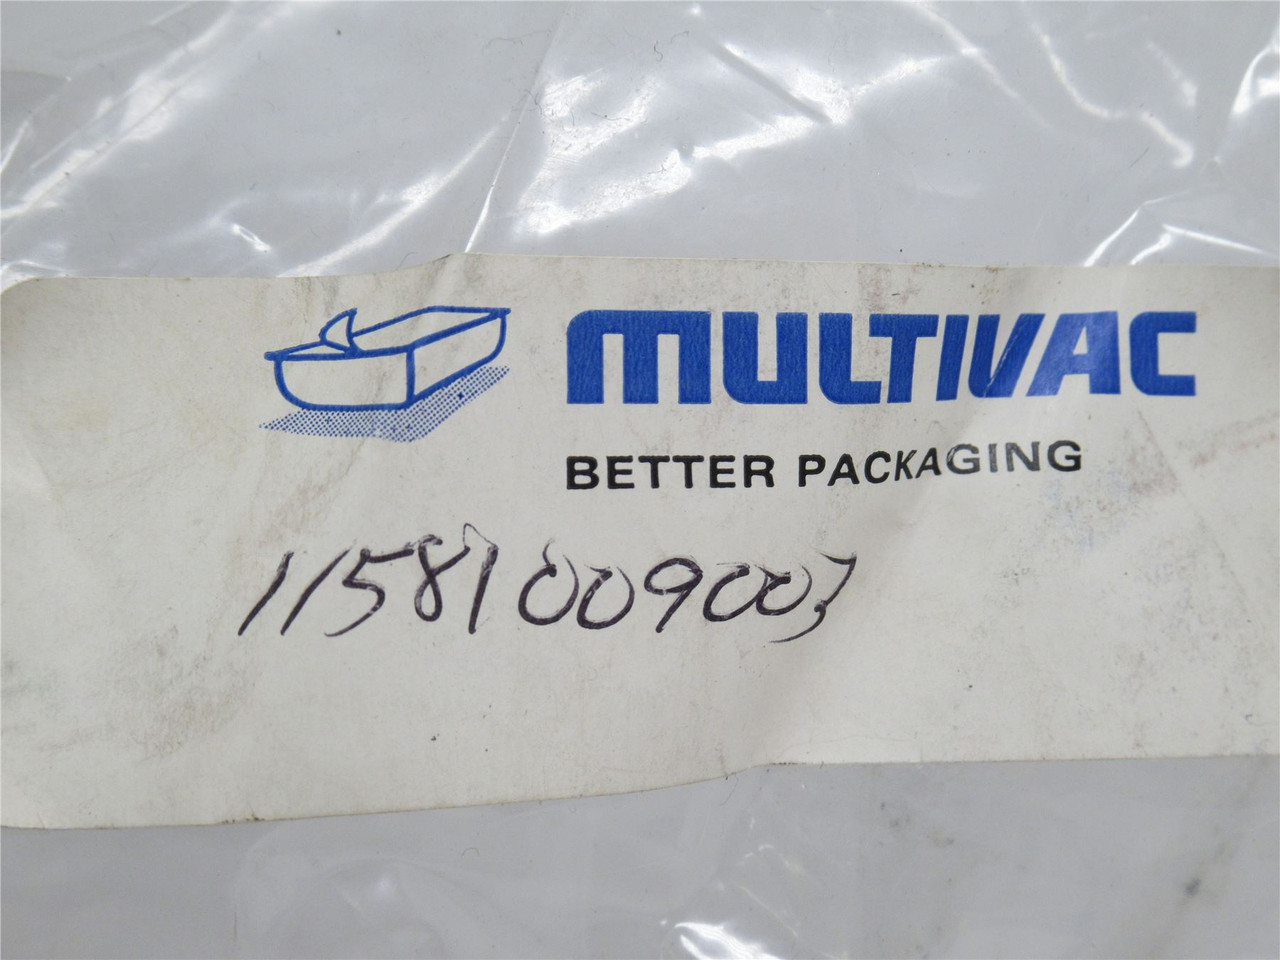 MULTIVAC
BETTER PACKAGING
11581009003